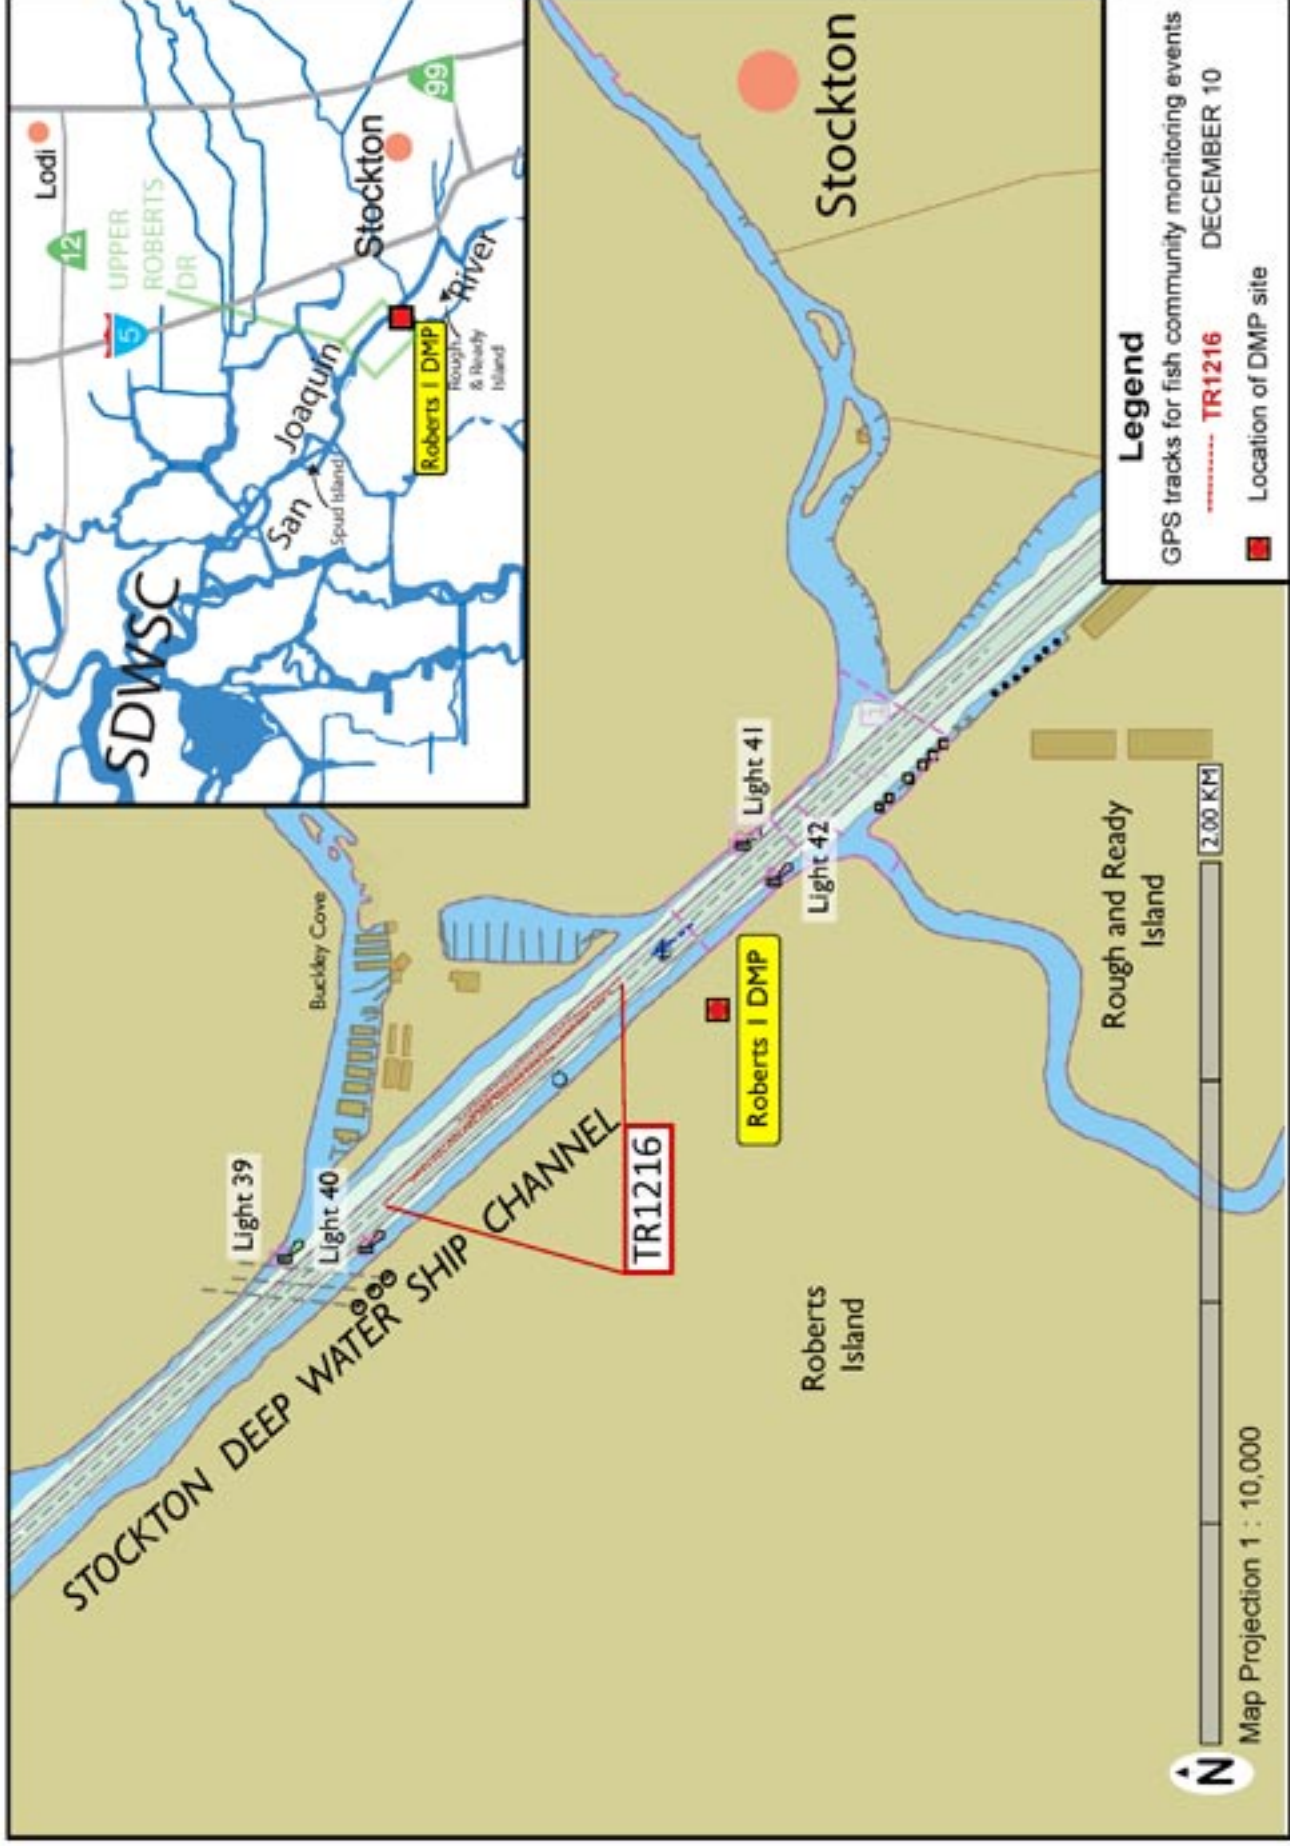 Lodi
12
99
5
UPPER
ROBERTS
DR
Stockton
SDWSC
San
Joaquin
River
Spud Island
Rough
& Ready
Island
Roberts 1 DMP
Stockton
Buckley Cove
Light 39
Light 40
Light 41
Light 42
STOCKTON DEEP WATER SHIP CHANNEL
TR1216
Roberts 1 DMP
Roberts
Island
Rough and Ready
Island
Legend
GPS tracks for fish community monitoring events
TR1216 DECEMBER 10
Location of DMP site
2.00 KM
N
Map Projection 1 : 10,000